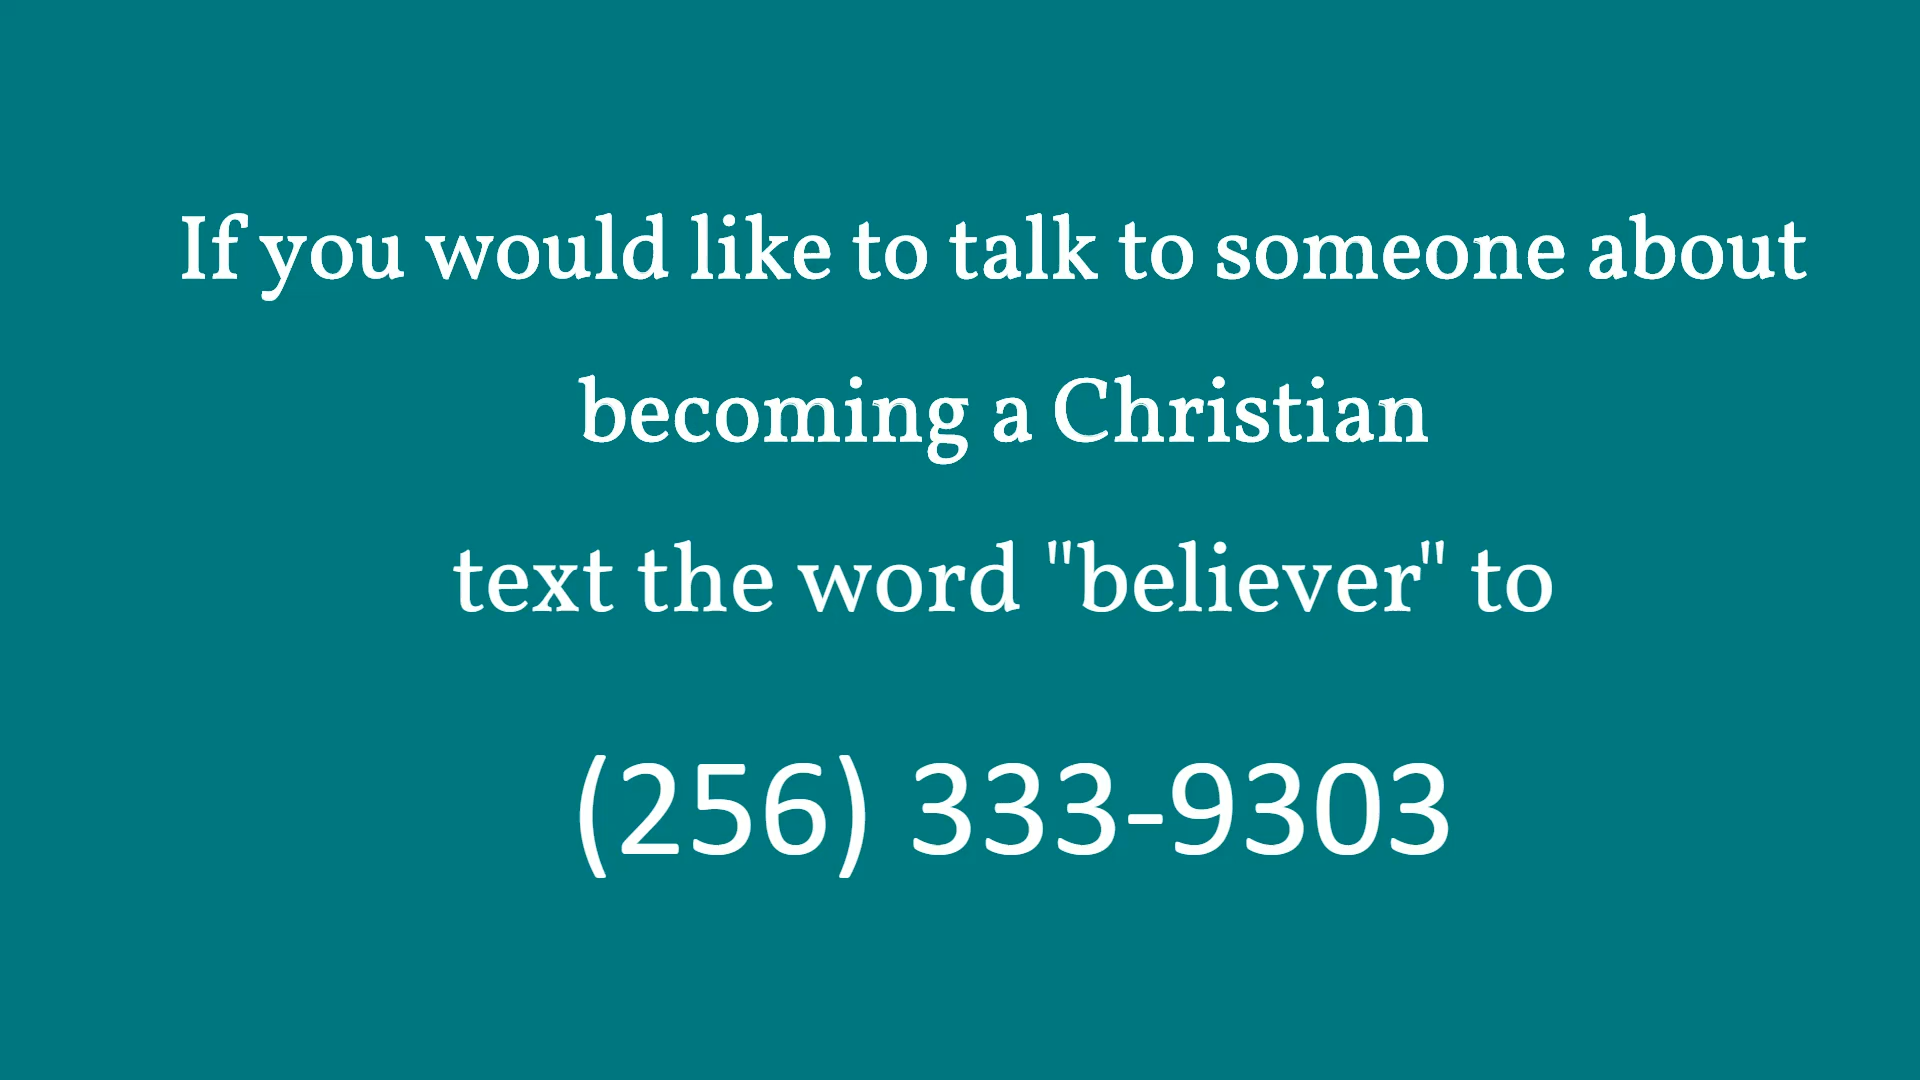 If you would like to talk to someone about
becoming a Christian
text the word "believer" to
(256) 333-9303